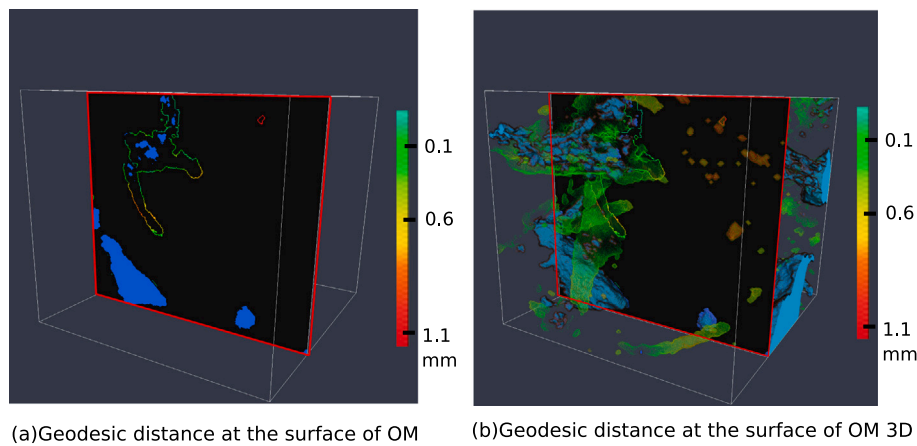 0.1
0.6
1.1
mm
0.1
0.6
1.1
mm
(a)Geodesic distance at the surface of OM
(b)Geodesic distance at the surface of OM 3D